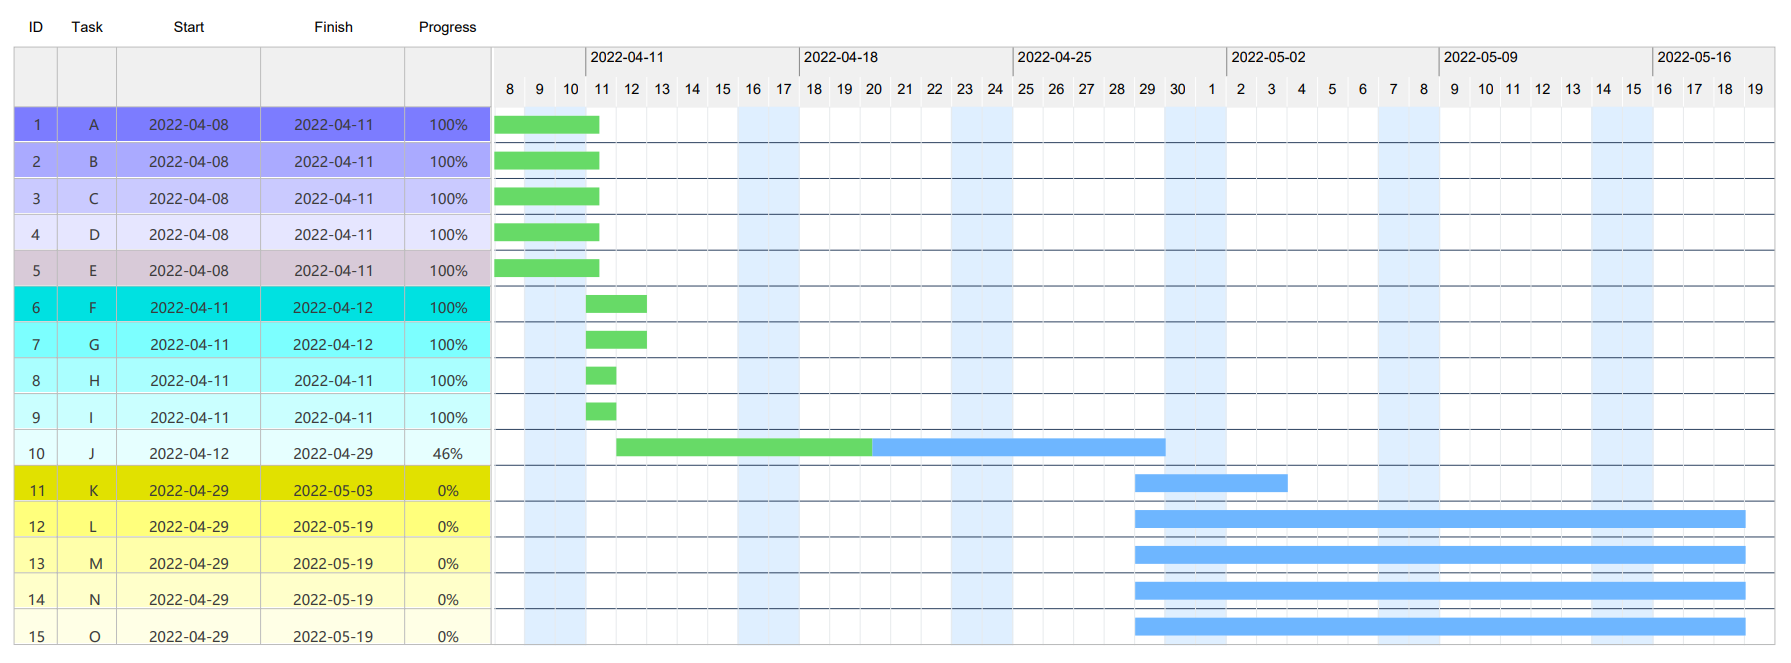 ID Task Start Finish Progress
2022-04-11 2022-04-18 2022-04-25 2022-05-02 2022-05-09 2022-05-16
8 9 10 11 12 13 14 15 16 17 18 19 20 21 22 23 24 25 26 27 28 29 30 1 2 3 4 5 6 7 8 9 10 11 12 13 14 15 16 17 18 19
1 A 2022-04-08 2022-04-11 100%
2 B 2022-04-08 2022-04-11 100%
3 C 2022-04-08 2022-04-11 100%
4 D 2022-04-08 2022-04-11 100%
5 E 2022-04-08 2022-04-11 100%
6 F 2022-04-11 2022-04-12 100%
7 G 2022-04-11 2022-04-12 100%
8 H 2022-04-11 2022-04-11 100%
9 I 2022-04-11 2022-04-11 100%
10 J 2022-04-12 2022-04-29 46%
11 K 2022-04-29 2022-05-03 0%
12 L 2022-04-29 2022-05-19 0%
13 M 2022-04-29 2022-05-19 0%
14 N 2022-04-29 2022-05-19 0%
15 O 2022-04-29 2022-05-19 0%